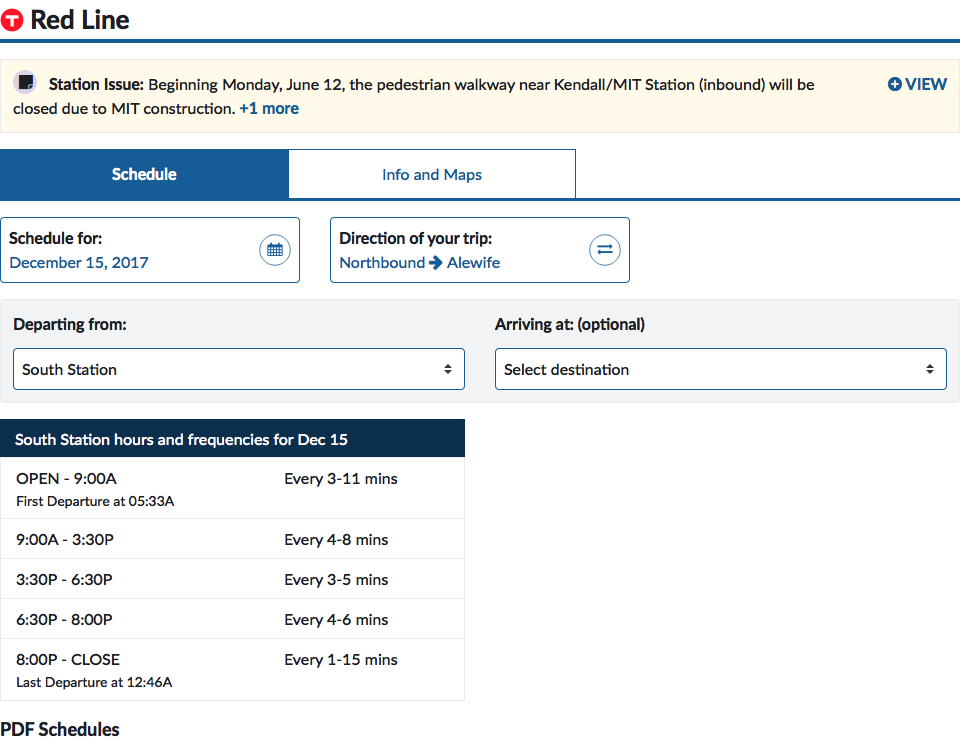 T Red Line
Station Issue: Beginning Monday, June 12, the pedestrian walkway near Kendall/MIT Station (inbound) will be
closed due to MIT construction. +1 more
VIEW
Schedule
Info and Maps
Schedule for:
December 15, 2017
Direction of your trip:
Northbound → Alewife
Departing from:
South Station
Arriving at: (optional)
Select destination
South Station hours and frequencies for Dec 15
OPEN - 9:00A Every 3-11 mins
First Departure at 05:33A
9:00A - 3:30P Every 4-8 mins
3:30P - 6:30P Every 3-5 mins
6:30P - 8:00P Every 4-6 mins
8:00P - CLOSE Every 1-15 mins
Last Departure at 12:46A
PDF Schedules